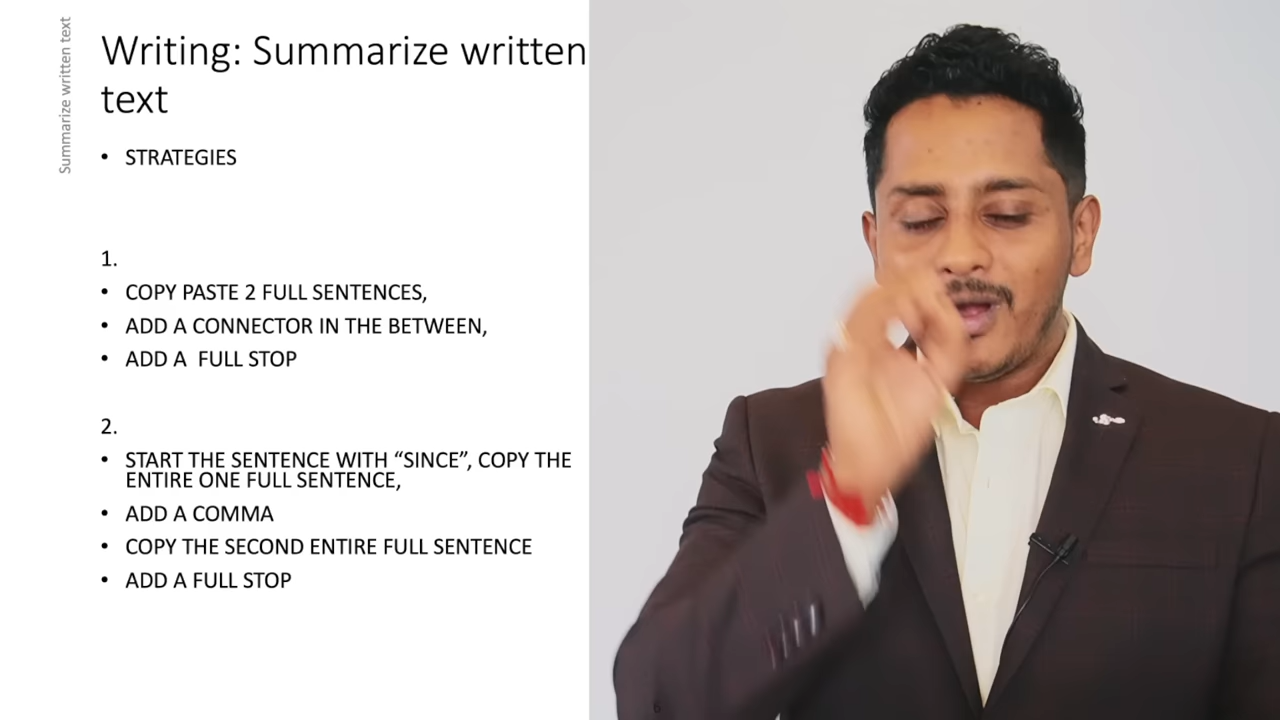 Summarize written text
Writing: Summarize written
text
• STRATEGIES
1.
• COPY PASTE 2 FULL SENTENCES,
• ADD A CONNECTOR IN THE BETWEEN,
• ADD A FULL STOP
2.
• START THE SENTENCE WITH “SINCE”, COPY THE
ENTIRE ONE FULL SENTENCE,
• ADD A COMMA
• COPY THE SECOND ENTIRE FULL SENTENCE
• ADD A FULL STOP